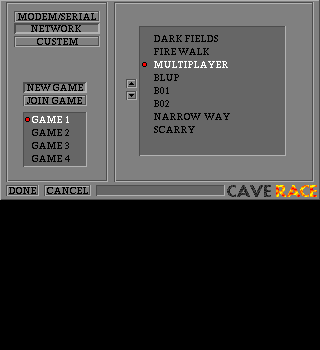 MODEM/SERIAL
NETWORK
CUSTEM
NEW GAME
JOIN GAME
GAME 1
GAME 2
GAME 3
GAME 4
DARK FIELDS
FIRE WALK
MULTIPLAYER
BLUP
B01
B02
NARROW WAY
SCARRY
DONE
CANCEL
CAVE RACE